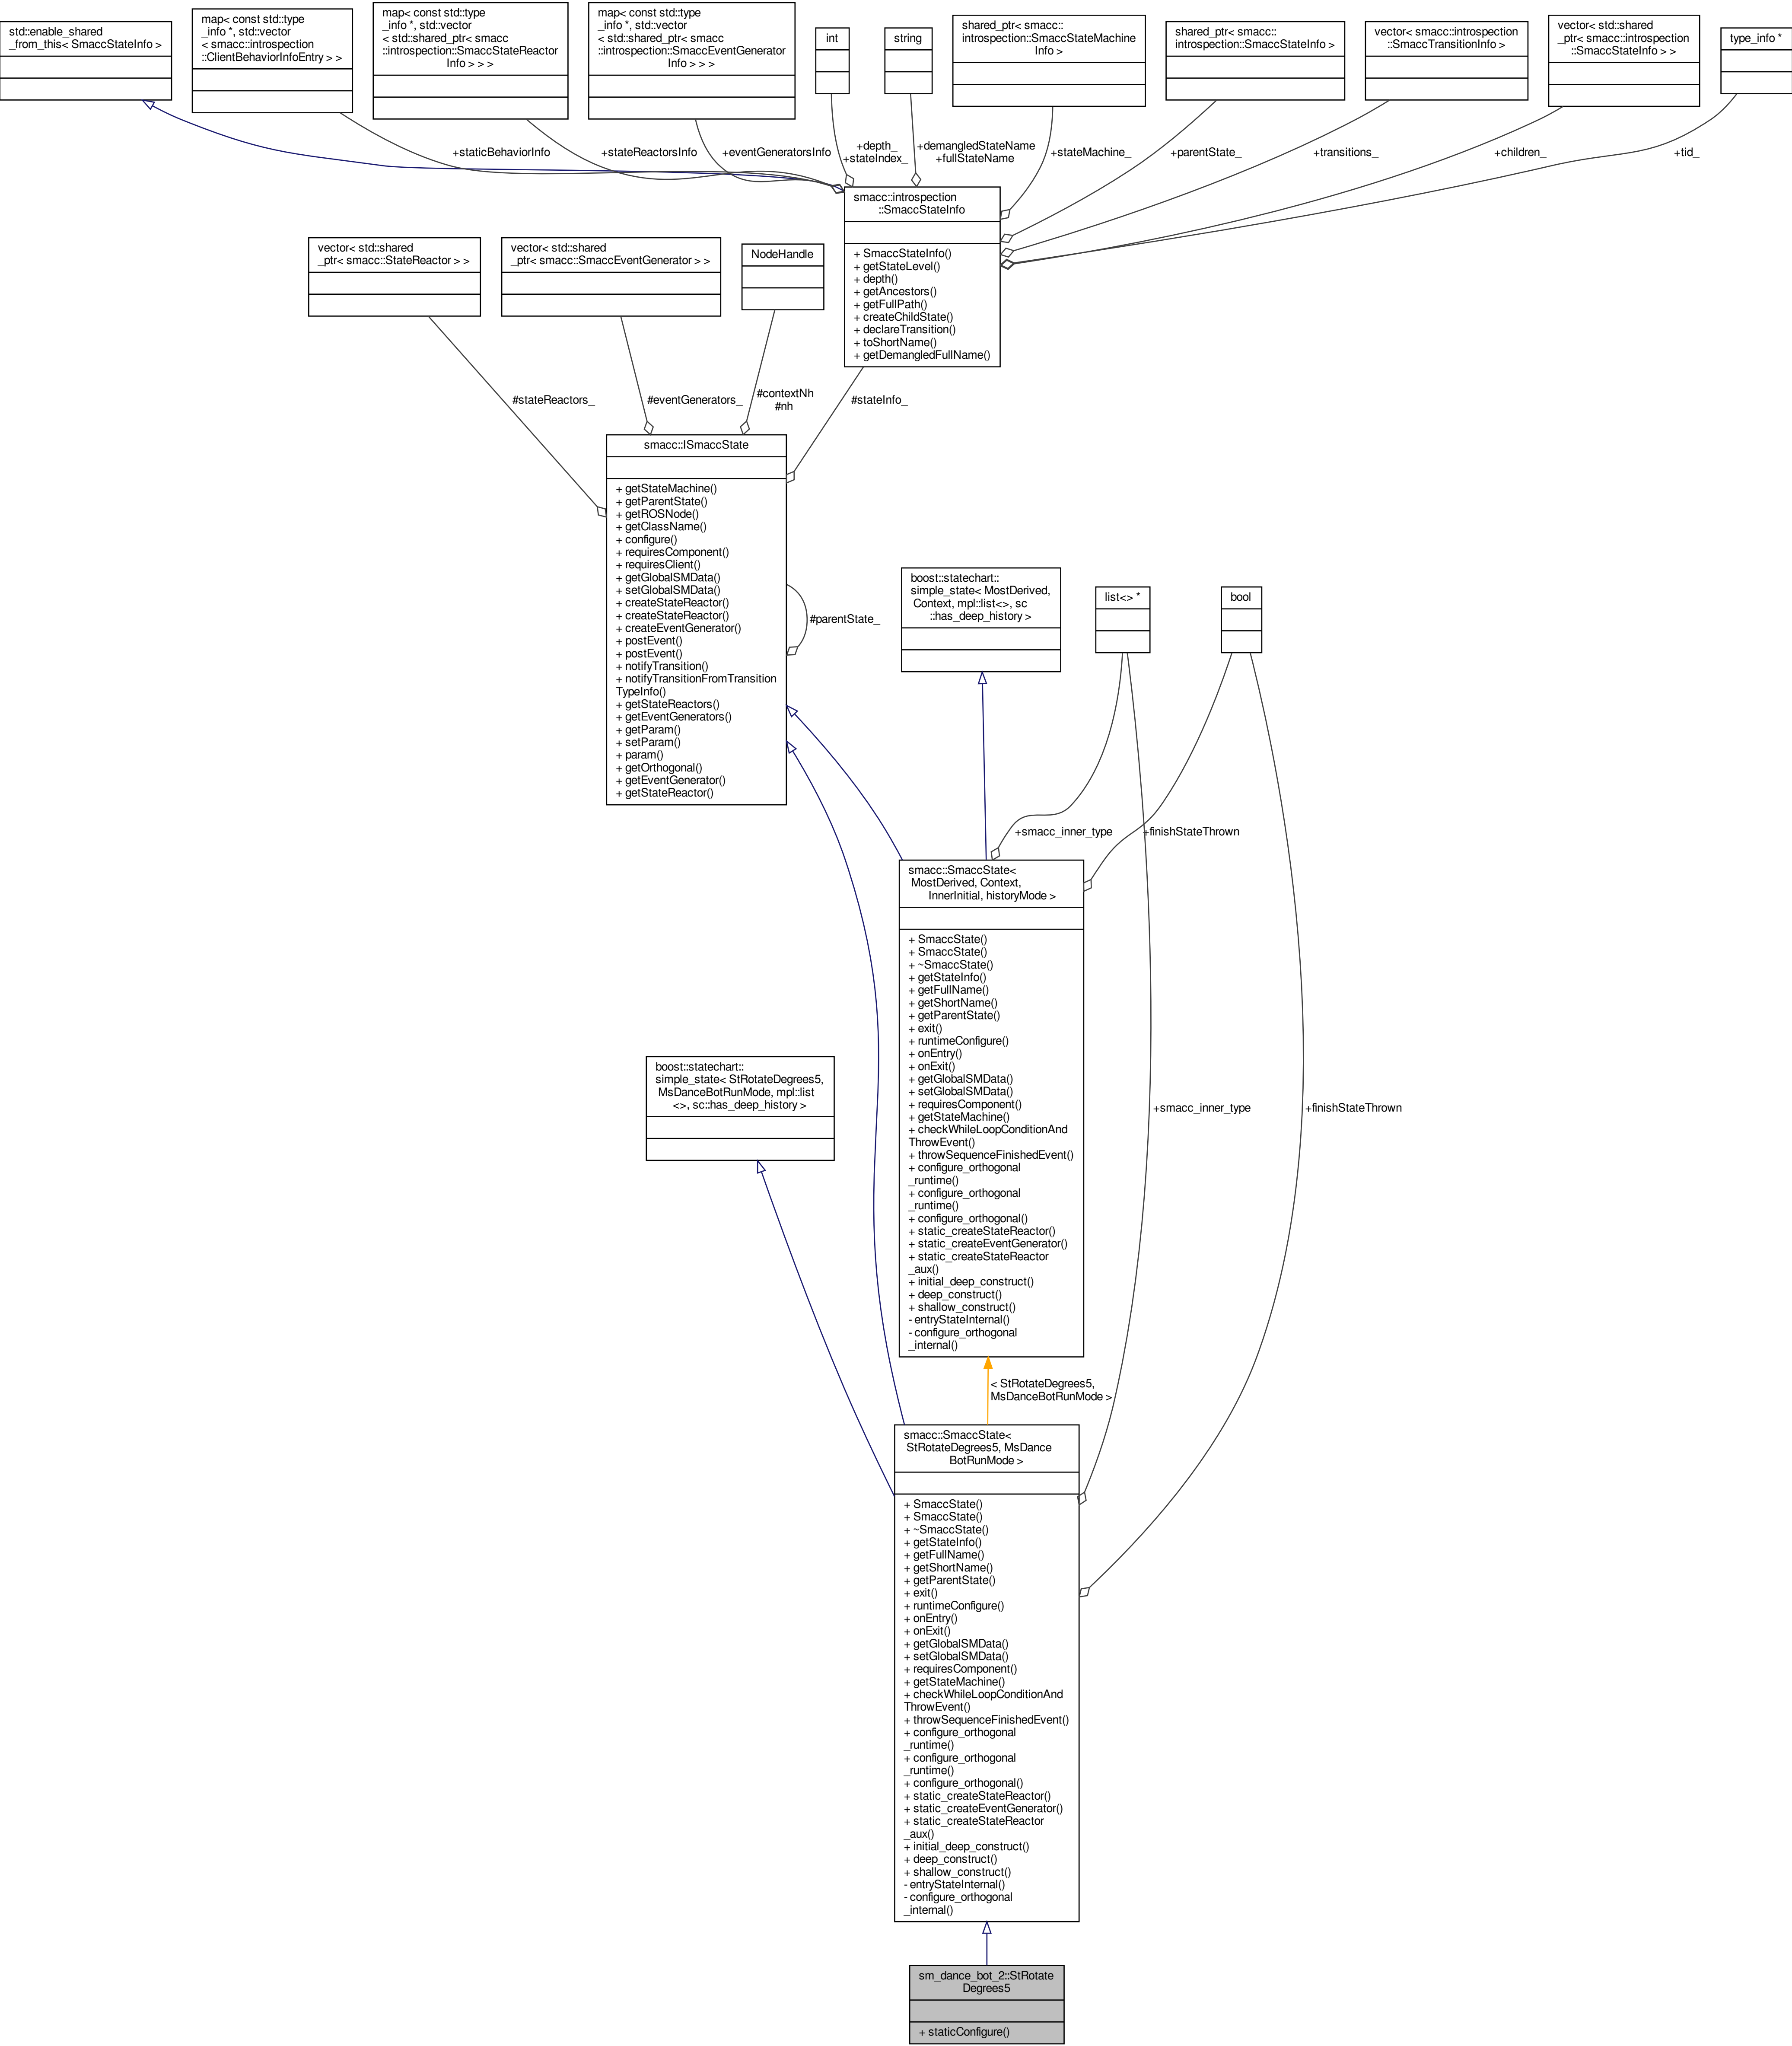 std::enable_shared
_from_this< SmaccStateInfo >
map< const std::type
_info *, std::vector
< smacc::introspection
::ClientBehaviorInfoEntry > >
map< const std::type
_info *, std::vector
< std::shared_ptr< smacc
::introspection::SmaccStateReactor
Info > > >
map< const std::type
_info *, std::vector
< std::shared_ptr< smacc
::introspection::SmaccEventGenerator
Info > > >
int
string
shared_ptr< smacc::
introspection::SmaccStateMachine
Info >
shared_ptr< smacc::
introspection::SmaccStateInfo >
vector< smacc::introspection
::SmaccTransitionInfo >
vector< std::shared
_ptr< smacc::introspection
::SmaccStateInfo > >
type_info *
+staticBehaviorInfo
+stateReactorsInfo
+eventGeneratorsInfo
+depth_
+stateIndex_
+demangledStateName
+fullStateName
+stateMachine_
+parentState_
+transitions_
+children_
+tid_
smacc::introspection
::SmaccStateInfo
+ SmaccStateInfo()
+ getStateLevel()
+ depth()
+ getAncestors()
+ getFullPath()
+ createChildState()
+ declareTransition()
+ toShortName()
+ getDemangledFullName()
vector< std::shared
_ptr< smacc::StateReactor > >
vector< std::shared
_ptr< smacc::SmaccEventGenerator > >
NodeHandle
#stateReactors_
#eventGenerators_
#contextNh
#nh
#stateInfo_
smacc::ISmaccState
+ getStateMachine()
+ getParentState()
+ getROSNode()
+ getClassName()
+ configure()
+ requiresComponent()
+ requiresClient()
+ getGlobalSMData()
+ setGlobalSMData()
+ createStateReactor()
+ createStateReactor()
+ createEventGenerator()
+ postEvent()
+ postEvent()
+ notifyTransition()
+ notifyTransitionFromTransition
TypeInfo()
+ getStateReactors()
+ getEventGenerators()
+ getParam()
+ setParam()
+ param()
+ getOrthogonal()
+ getEventGenerator()
+ getStateReactor()
#parentState_
boost::statechart::
simple_state< MostDerived,
Context, mpl::list<>, sc
::has_deep_history >
list<> *
bool
+smacc_inner_type
+finishStateThrown
smacc::SmaccState<
MostDerived, Context,
InnerInitial, historyMode >
+ SmaccState()
+ SmaccState()
+ ~SmaccState()
+ getStateInfo()
+ getFullName()
+ getShortName()
+ getParentState()
+ exit()
+ runtimeConfigure()
+ onEntry()
+ onExit()
+ getGlobalSMData()
+ setGlobalSMData()
+ requiresComponent()
+ getStateMachine()
+ checkWhileLoopConditionAnd
ThrowEvent()
+ throwSequenceFinishedEvent()
+ configure_orthogonal
_runtime()
+ configure_orthogonal
_runtime()
+ configure_orthogonal()
+ static_createStateReactor()
+ static_createEventGenerator()
+ static_createStateReactor
_aux()
+ initial_deep_construct()
+ deep_construct()
+ shallow_construct()
- entryStateInternal()
- configure_orthogonal
_internal()
boost::statechart::
simple_state< StRotateDegrees5,
MsDanceBotRunMode, mpl::list
<>, sc::has_deep_history >
+smacc_inner_type
+finishStateThrown
< StRotateDegrees5,
MsDanceBotRunMode >
smacc::SmaccState<
StRotateDegrees5, MsDance
BotRunMode >
+ SmaccState()
+ SmaccState()
+ ~SmaccState()
+ getStateInfo()
+ getFullName()
+ getShortName()
+ getParentState()
+ exit()
+ runtimeConfigure()
+ onEntry()
+ onExit()
+ getGlobalSMData()
+ setGlobalSMData()
+ requiresComponent()
+ getStateMachine()
+ checkWhileLoopConditionAnd
ThrowEvent()
+ throwSequenceFinishedEvent()
+ configure_orthogonal
_runtime()
+ configure_orthogonal
_runtime()
+ configure_orthogonal()
+ static_createStateReactor()
+ static_createEventGenerator()
+ static_createStateReactor
_aux()
+ initial_deep_construct()
+ deep_construct()
+ shallow_construct()
- entryStateInternal()
- configure_orthogonal
_internal()
sm_dance_bot_2::StRotate
Degrees5
+ staticConfigure()